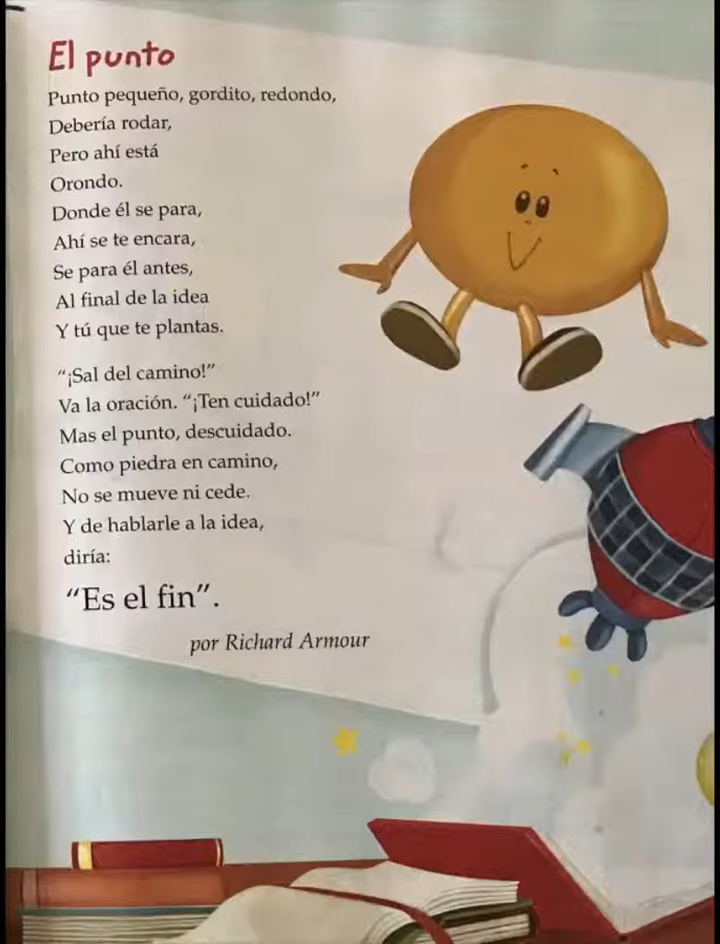 El punto
Punto pequeño, gordito, redondo,
Debería rodar,
Pero ahí está
Orondo.
Donde él se para,
Ahí se te encara,
Se para él antes,
Al final de la idea
Y tú que te plantas.
“¡Sal del camino!”
Va la oración. “¡Ten cuidado!”
Mas el punto, descuidado.
Como piedra en camino,
No se mueve ni cede.
Y de hablarle a la idea,
diría:
“Es el fin”.
por Richard Armour